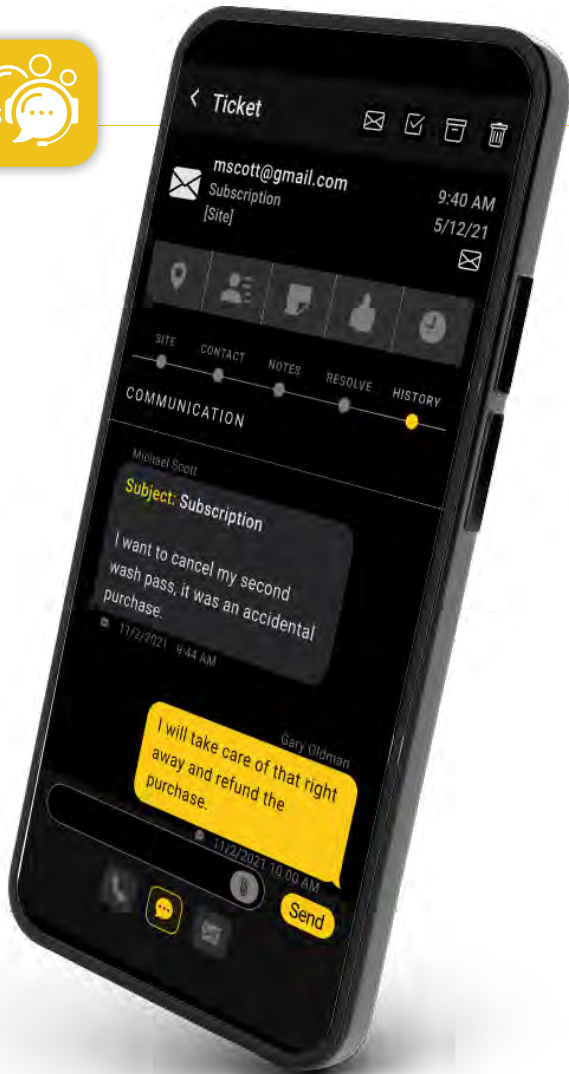 s
Ticket
mscott@gmail.com
Subscription
[Site]
9:40 AM
5/12/21
SITE
CONTACT
NOTES
RESOLVE
HISTORY
COMMUNICATION
Michael Scott
Subject: Subscription
I want to cancel my second
wash pass, it was an accidental
purchase.
11/2/2021 9:44 AM
Gary Oldman
I will take care of that right
away and refund the
purchase.
11/2/2021 10:00 AM
Send